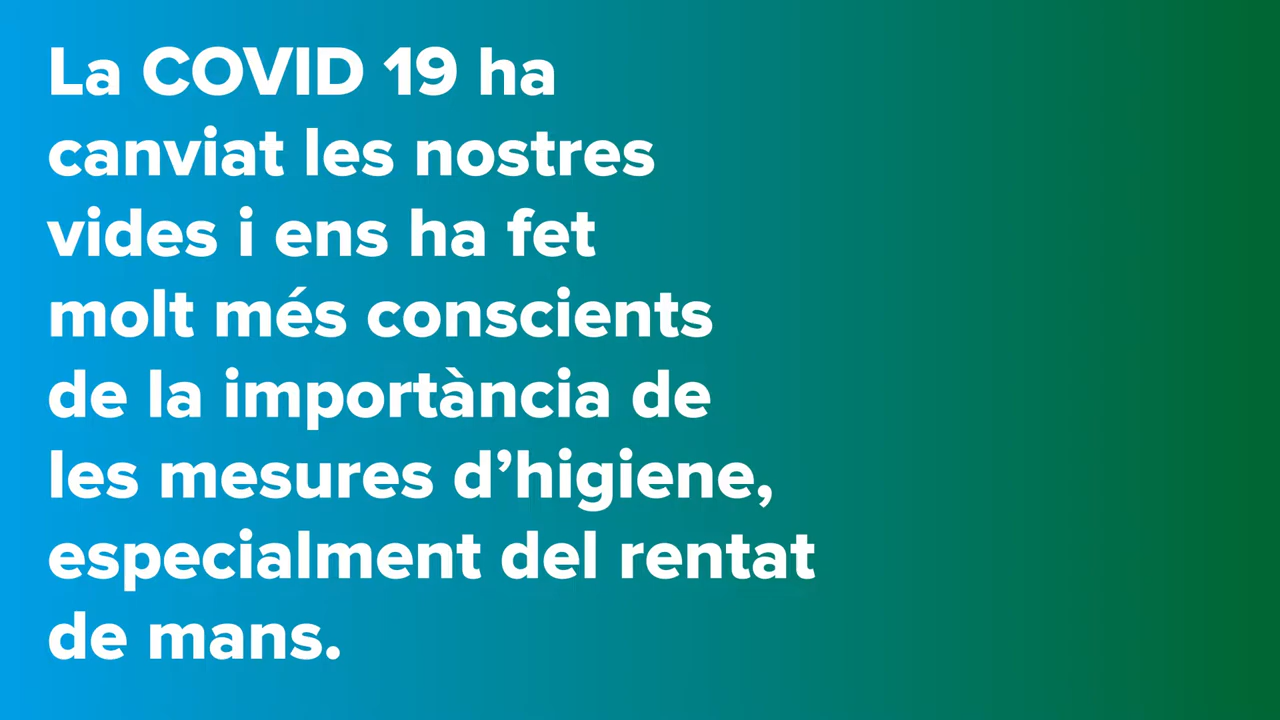 La COVID 19 ha
canviat les nostres
vides i ens ha fet
molt més conscients
de la importància de
les mesures d’higiene,
especialment del rentat
de mans.